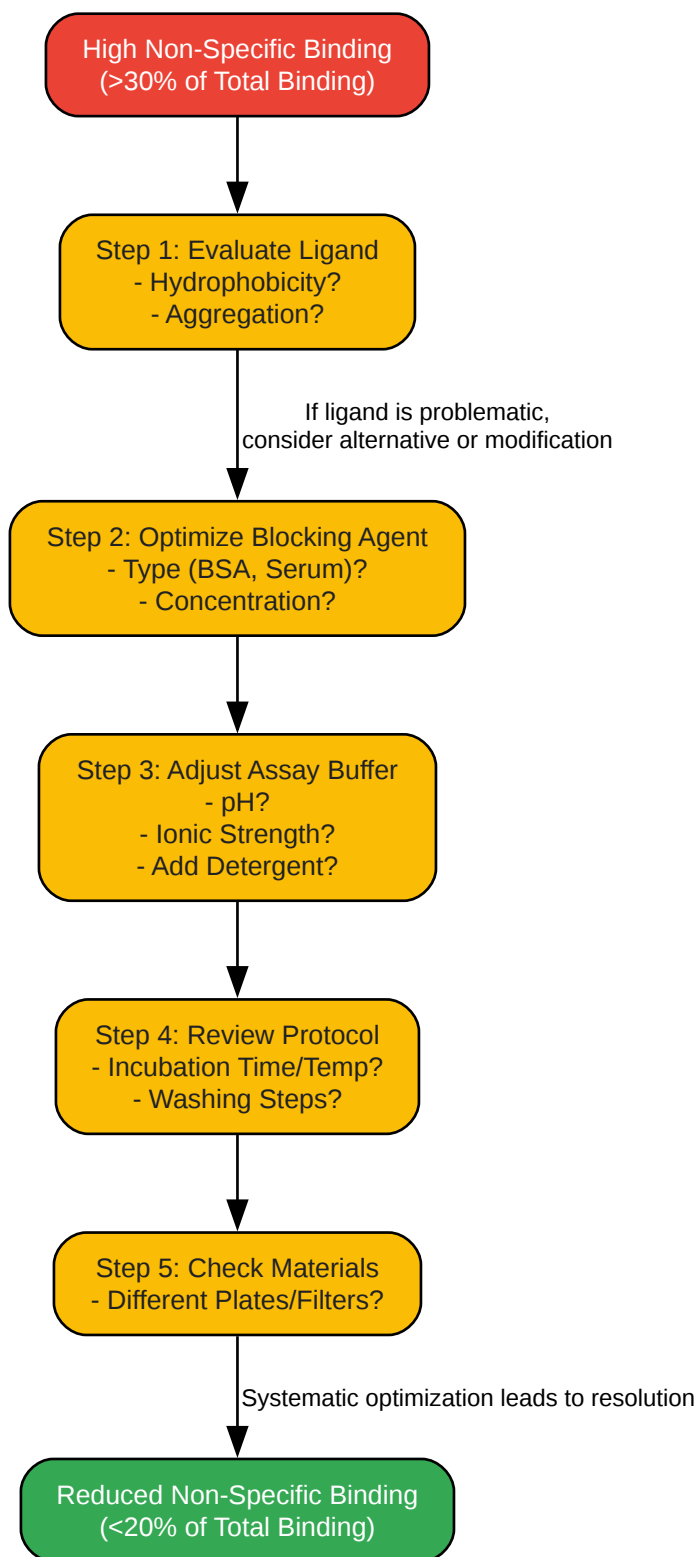 High Non-Specific Binding
(>30% of Total Binding)
Step 1: Evaluate Ligand
- Hydrophobicity?
- Aggregation?
If ligand is problematic,
consider alternative or modification
Step 2: Optimize Blocking Agent
- Type (BSA, Serum)?
- Concentration?
Step 3: Adjust Assay Buffer
- pH?
- Ionic Strength?
- Add Detergent?
Step 4: Review Protocol
- Incubation Time/Temp?
- Washing Steps?
Step 5: Check Materials
- Different Plates/Filters?
Systematic optimization leads to resolution
Reduced Non-Specific Binding
(<20% of Total Binding)